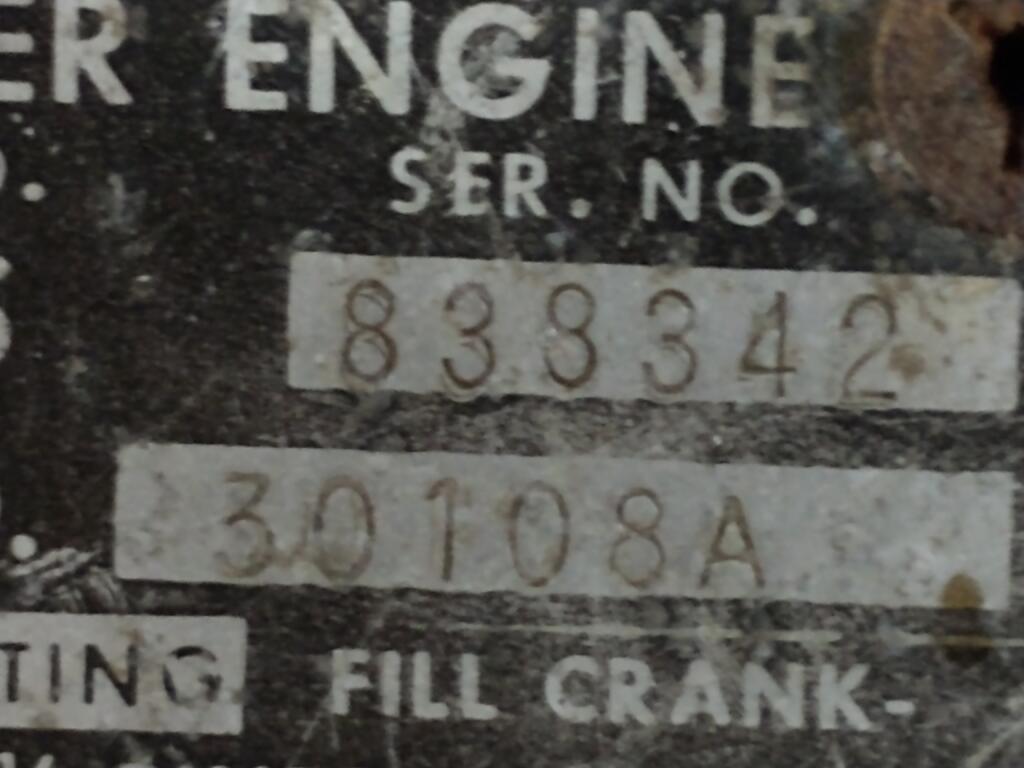 ER ENGINE
SER. NO.
838342
30108A
TING FILL CRANK-